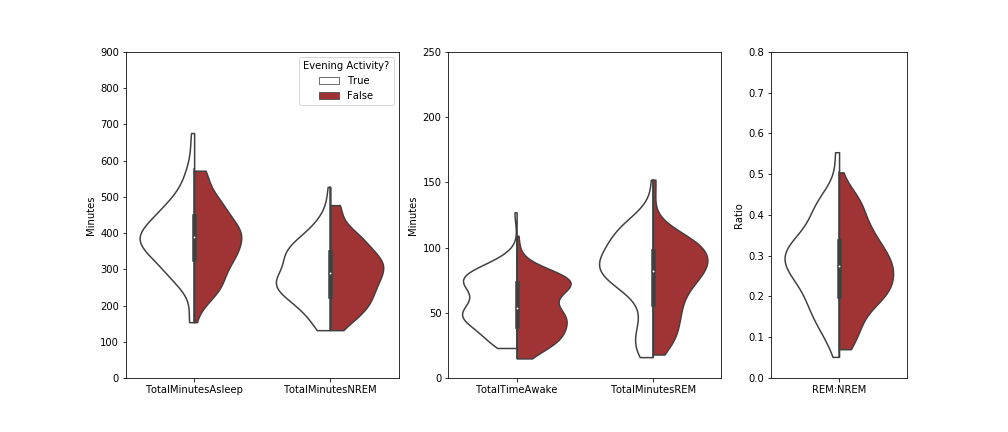 Minutes
900
800
700
600
500
400
300
200
100
0
Evening Activity?
True
False
TotalMinutesAsleep
TotalMinutesNREM
Minutes
250
200
150
100
50
0
TotalTimeAwake
TotalMinutesREM
Ratio
0.8
0.7
0.6
0.5
0.4
0.3
0.2
0.1
0.0
REM:NREM